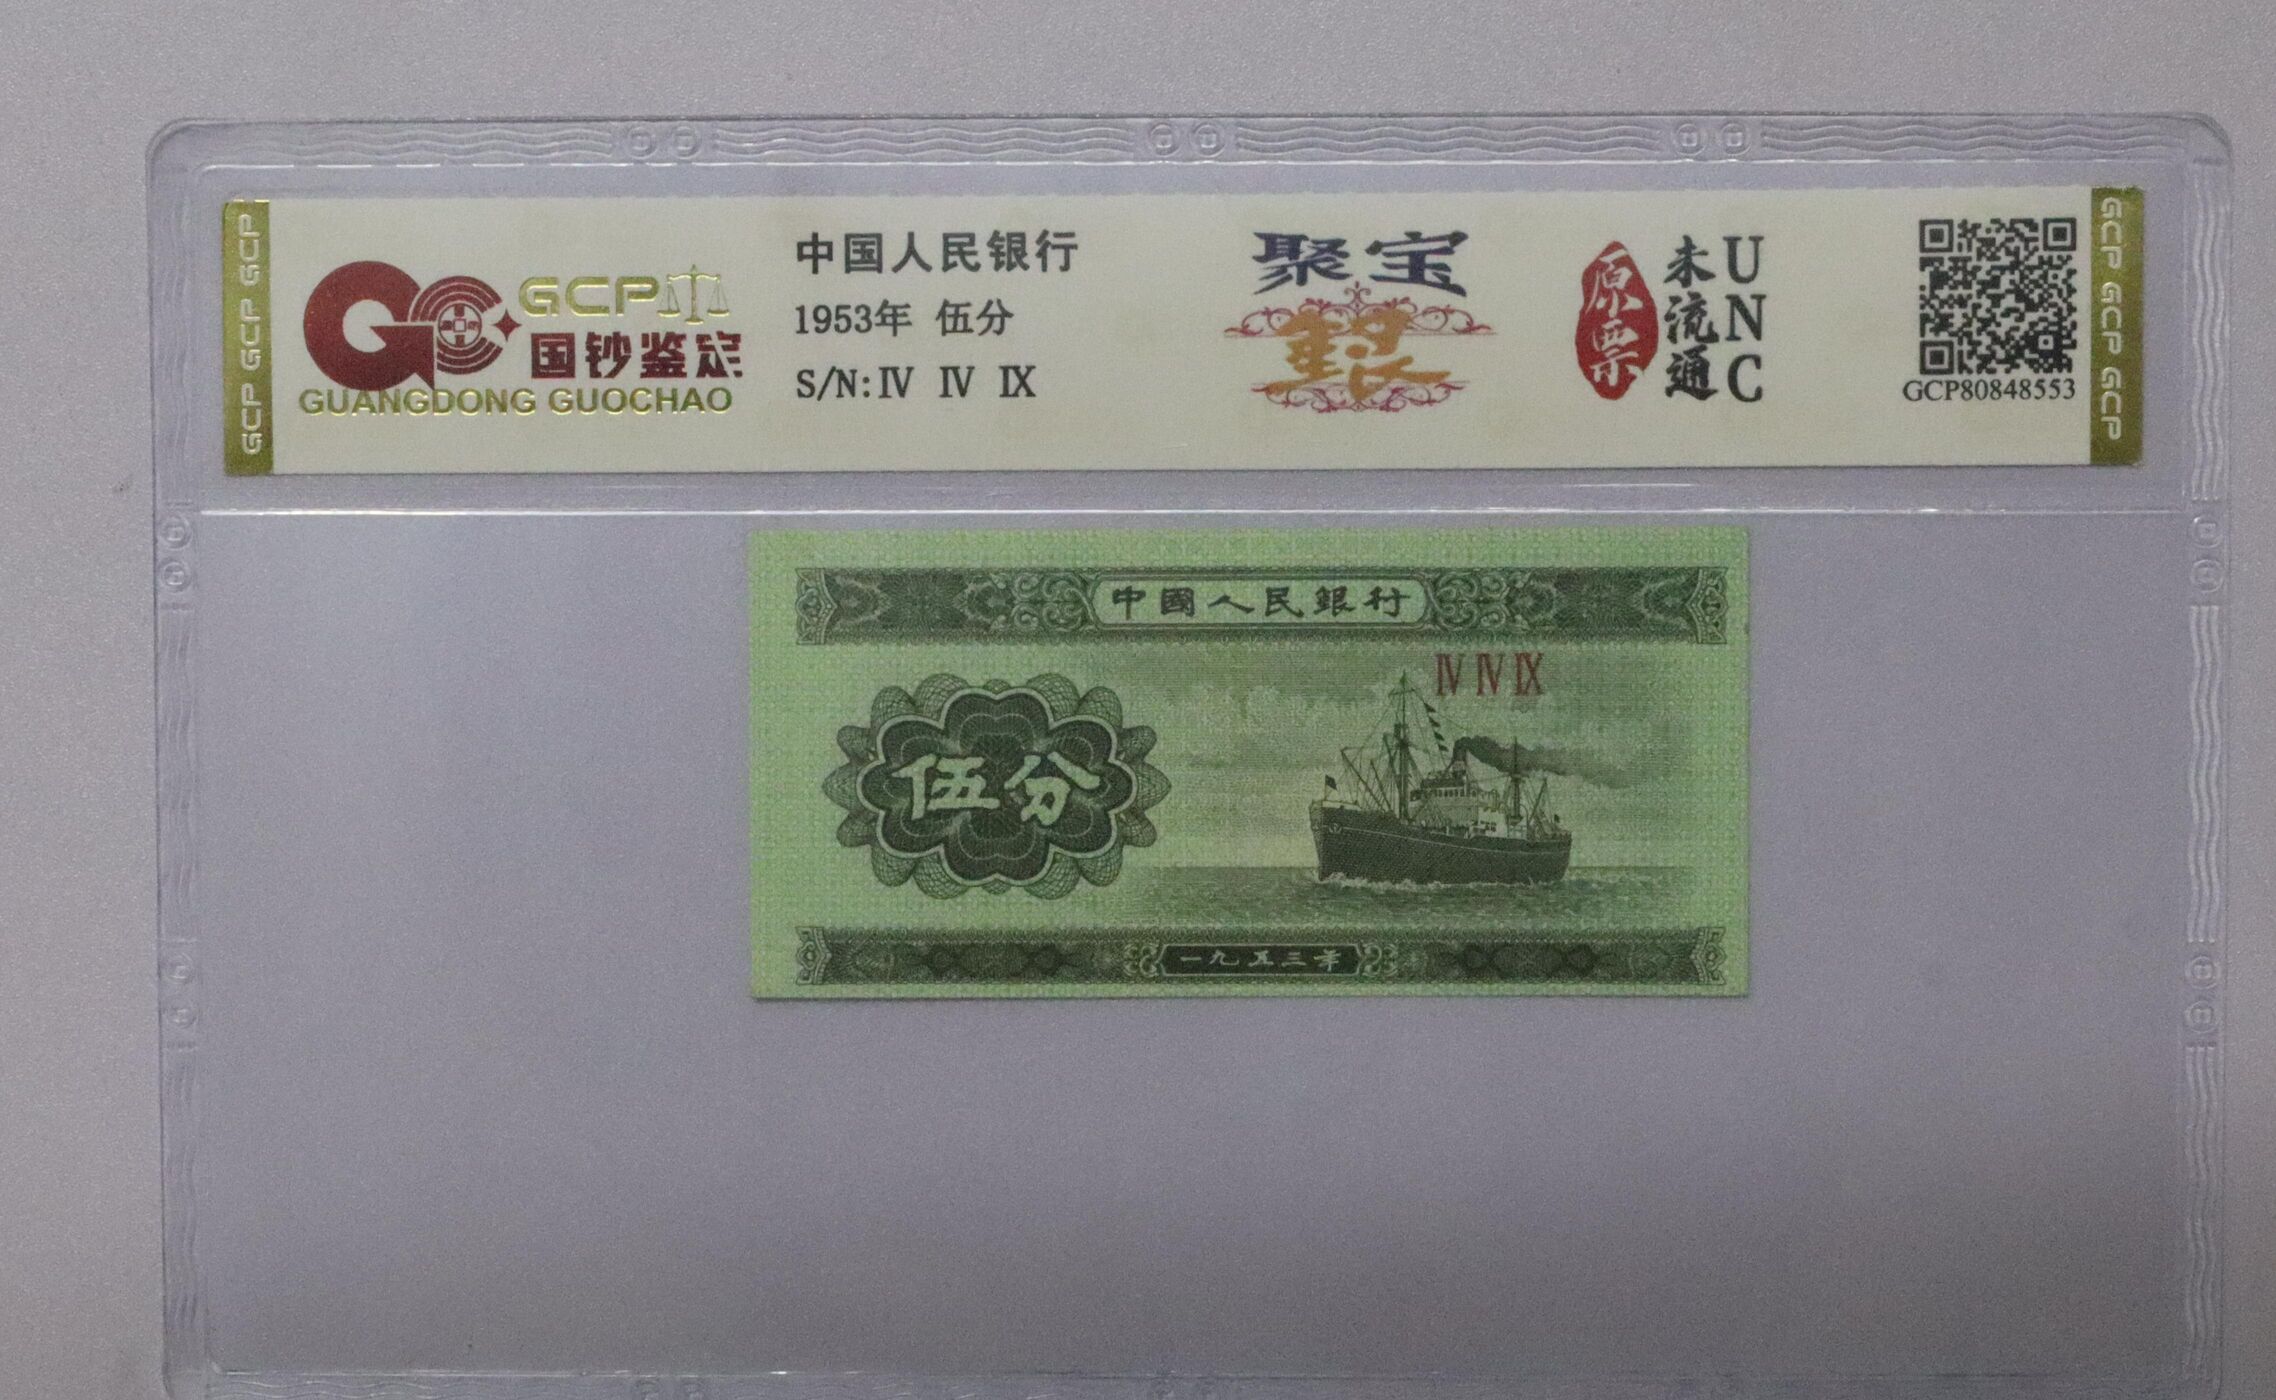 GCP GCP GCP
GCP
国钞鉴定
GUANGDONG GUOCHAO
中国人民银行
1953年 伍分
S/N: IV IV IX
聚宝
原票
未流通
UNC
GCP80848553
GCP GCP GCP
中國人民銀行
IV IV IX
伍分
一九五三年